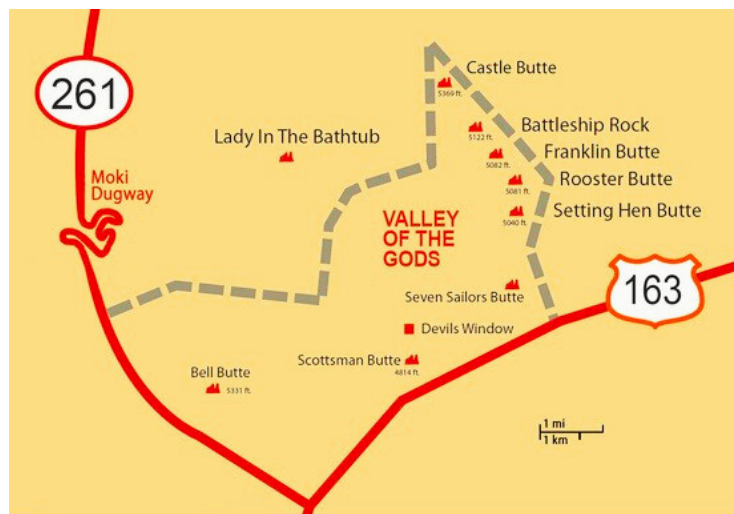 261
Castle Butte
5369 ft.
Lady In The Bathtub
Battleship Rock
5122 ft.
Franklin Butte
5082 ft.
Moki
Dugway
Rooster Butte
5081 ft.
Setting Hen Butte
5040 ft.
VALLEY
OF THE
GODS
Seven Sailors Butte
163
Devils Window
Scottsman Butte
4814 ft.
Bell Butte
5331 ft.
1 mi
1 km